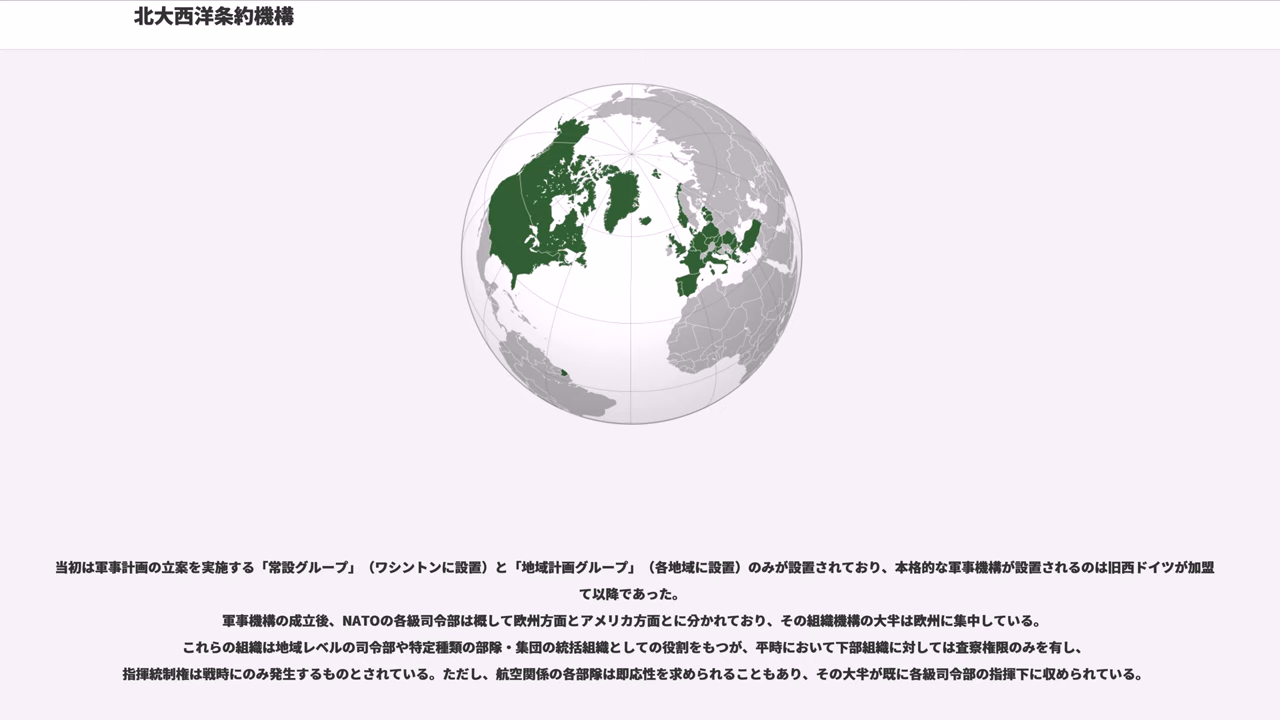 北大西洋条約機構
当初は軍事計画の立案を実施する「常設グループ」（ワシントンに設置）と「地域計画グループ」（各地域に設置）のみが設置されており、本格的な軍事機構が設置されるのは旧西ドイツが加盟
て以降であった。
軍事機構の成立後、NATOの各級司令部は概して欧州方面とアメリカ方面とに分かれており、その組織機構の大半は欧州に集中している。
これらの組織は地域レベルの司令部や特定種類の部隊・集団の統括組織としての役割をもつが、平時において下部組織に対しては査察権限のみを有し、
指揮統制権は戦時にのみ発生するものとされている。ただし、航空関係の各部隊は即応性を求められることもあり、その大半が既に各級司令部の指揮下に収められている。